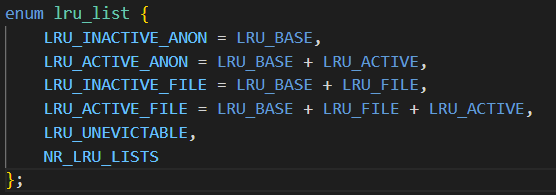 enum lru_list {
    LRU_INACTIVE_ANON = LRU_BASE,
    LRU_ACTIVE_ANON = LRU_BASE + LRU_ACTIVE,
    LRU_INACTIVE_FILE = LRU_BASE + LRU_FILE,
    LRU_ACTIVE_FILE = LRU_BASE + LRU_FILE + LRU_ACTIVE,
    LRU_UNEVICTABLE,
    NR_LRU_LISTS
};